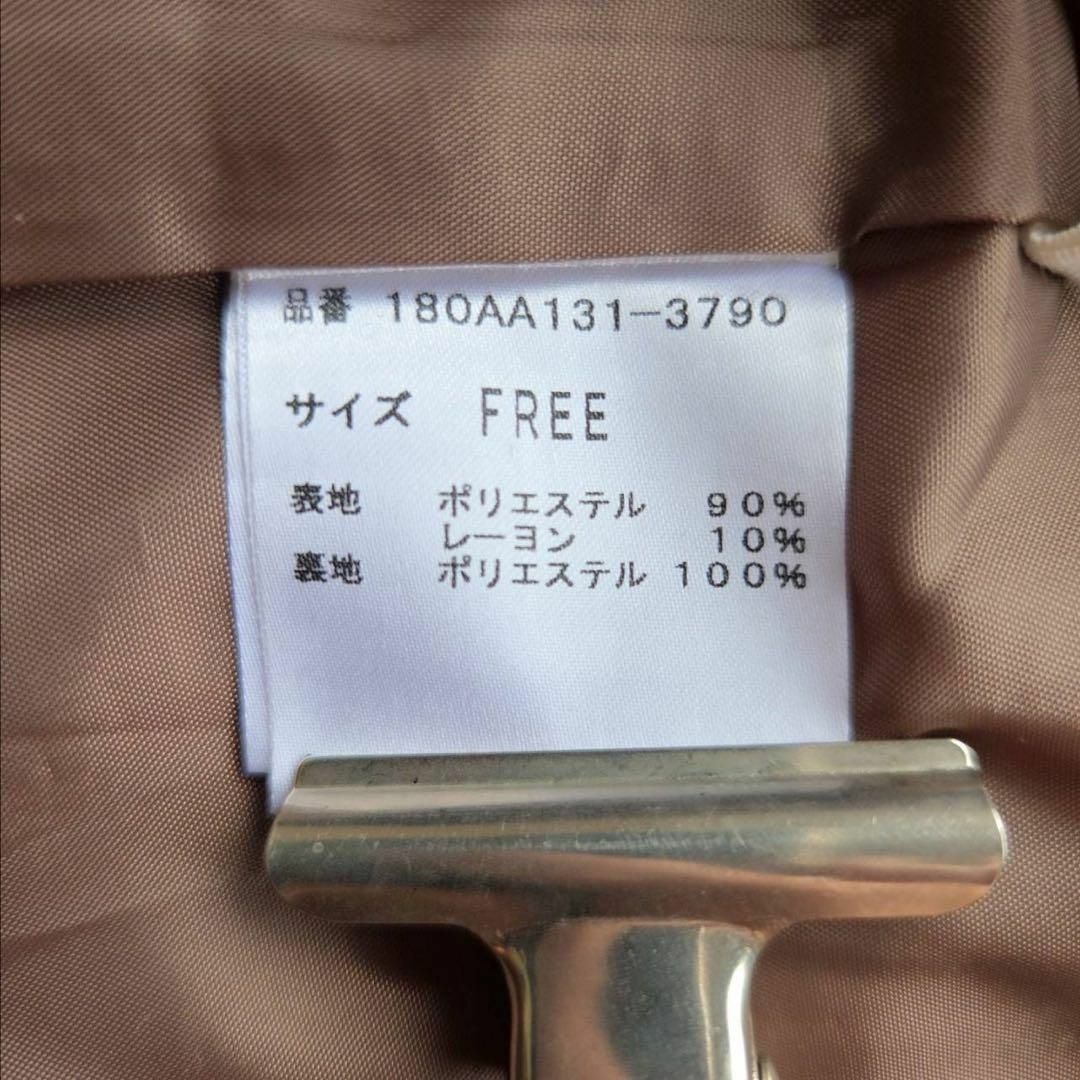 品番 180AA131-3790
サイズ FREE
表地 ポリエステル 90%
レーヨン 10%
裏地 ポリエステル 100%